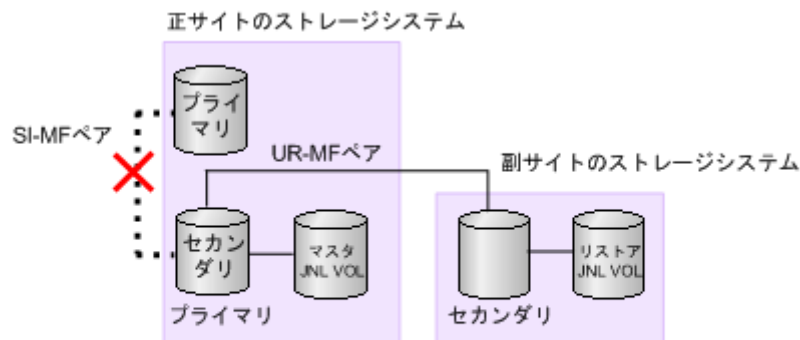 正サイトのストレージシステム
プライ
マリ
SI-MFペア
UR-MFペア
副サイトのストレージシステム
セカン
ダリ
マスタ
JNL VOL
リストア
JNL VOL
プライマリ
セカンダリ